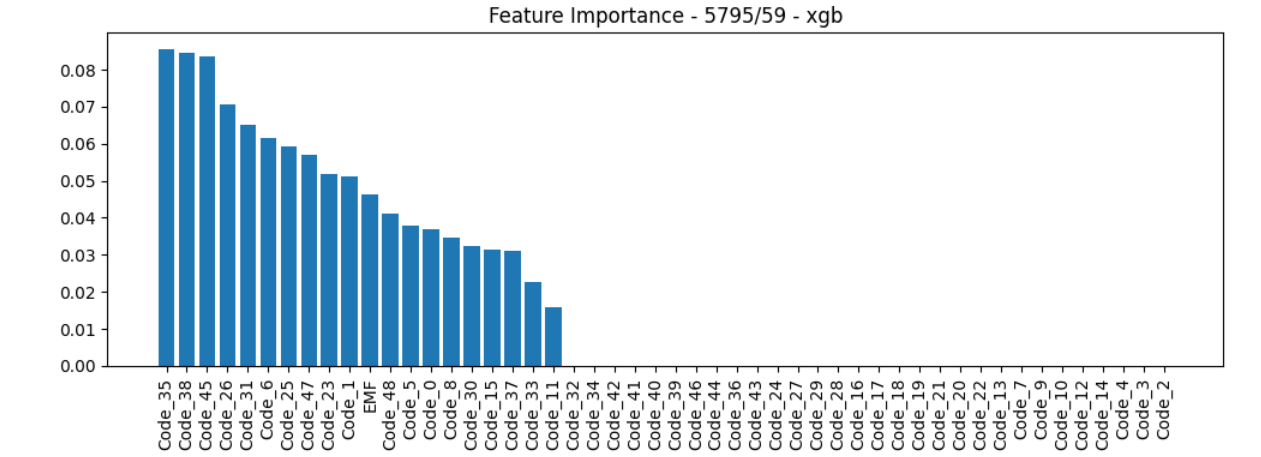 Feature Importance - 5795/59 - xgb
0.08
0.07
0.06
0.05
0.04
0.03
0.02
0.01
0.00
Code_35
Code_38
Code_45
Code_26
Code_31
Code_6
Code_25
Code_47
Code_23
Code_1
EMF
Code_48
Code_5
Code_0
Code_8
Code_30
Code_15
Code_37
Code_33
Code_11
Code_32
Code_34
Code_42
Code_41
Code_40
Code_39
Code_46
Code_44
Code_36
Code_43
Code_24
Code_27
Code_29
Code_28
Code_16
Code_17
Code_18
Code_19
Code_21
Code_20
Code_22
Code_13
Code_7
Code_9
Code_10
Code_12
Code_14
Code_4
Code_3
Code_2